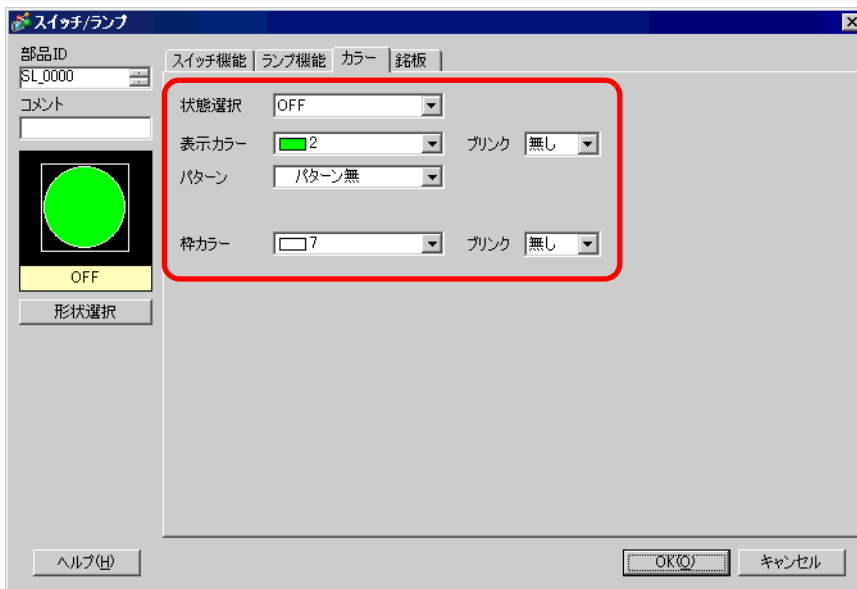 スイッチ/ランプ
部品ID
SL_0000
コメント
OFF
形状選択
スイッチ機能 ランプ機能 カラー 銘板
状態選択 OFF
表示カラー 2 ブリンク 無し
パターン パターン無
枠カラー 7 ブリンク 無し
ヘルプ(H) OK(O) キャンセル